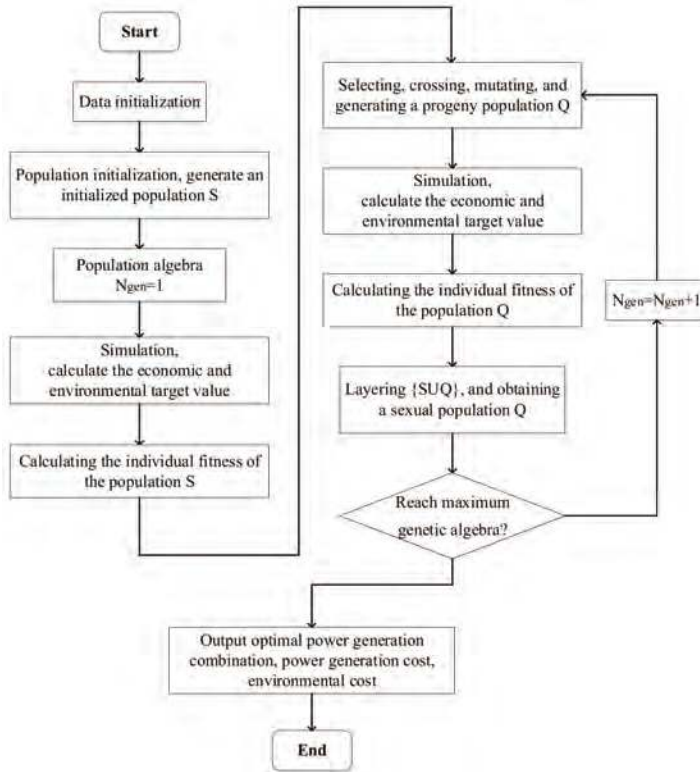 Start
Data initialization
Population initialization, generate an
initialized population S
Population algebra
Ngen=1
Simulation,
calculate the economic and
environmental target value
Calculating the individual fitness of
the population S
Selecting, crossing, mutating, and
generating a progeny population Q
Simulation,
calculate the economic and
environmental target value
Calculating the individual fitness of
the population Q
Layering {SUQ}, and obtaining
a sexual population Q
Reach maximum
genetic algebra?
Ngen=Ngen+1
Output optimal power generation
combination, power generation cost,
environmental cost
End